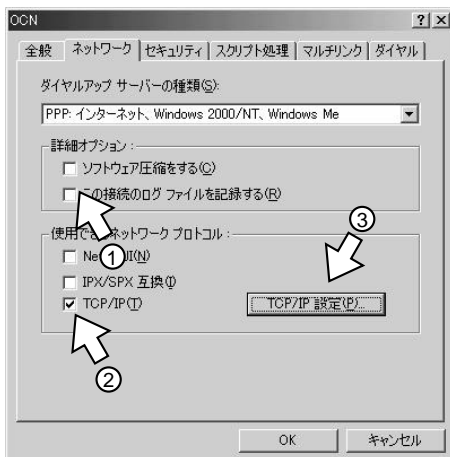 OCN
全般 ネットワーク セキュリティ スクリプト処理 マルチリンク ダイヤル
ダイヤルアップ サーバーの種類(S):
PPP: インターネット、Windows 2000/NT、Windows Me
詳細オプション:
ソフトウェア圧縮をする(C)
この接続のログ ファイルを記録する(R)
①
③
使用できるネットワーク プロトコル:
IPX/SPX 互換(I)
TCP/IP(T)
TCP/IP 設定(P)...
②
OK キャンセル